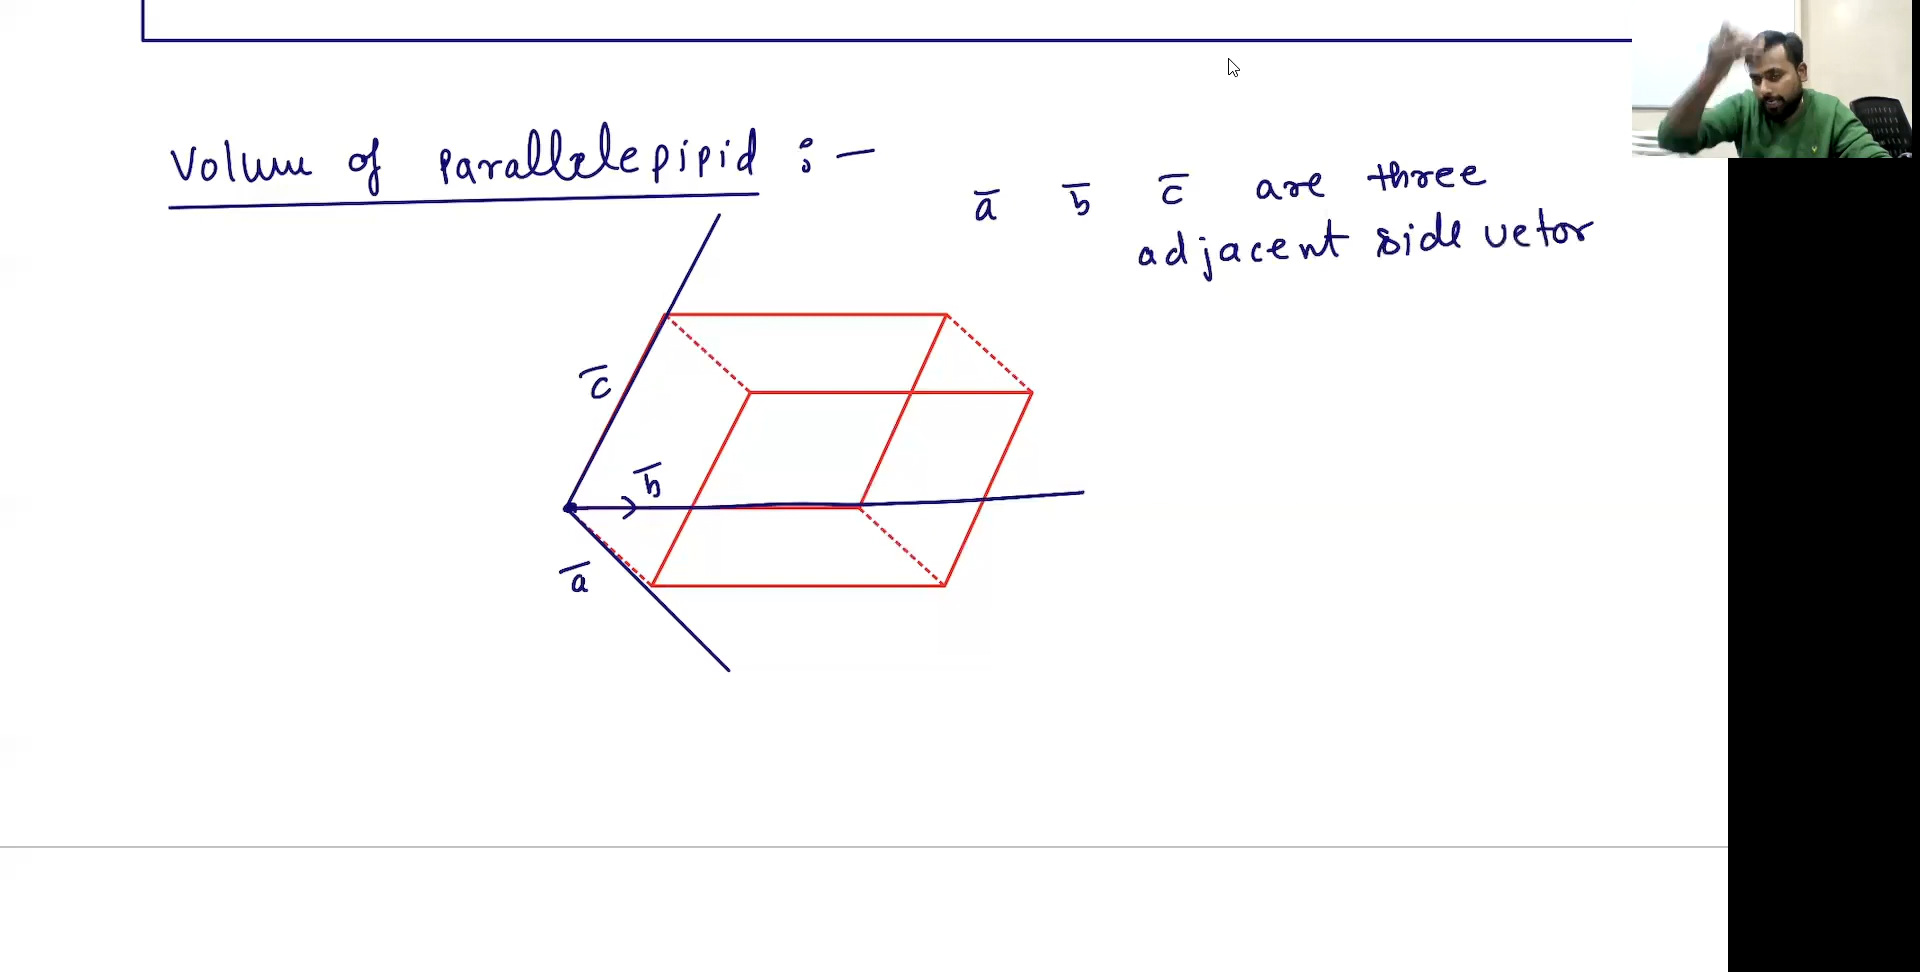 Volume of parallelepipid :-
a̅ b̅ c̅ are three
adjacent side vetor
c̅
b̅
a̅